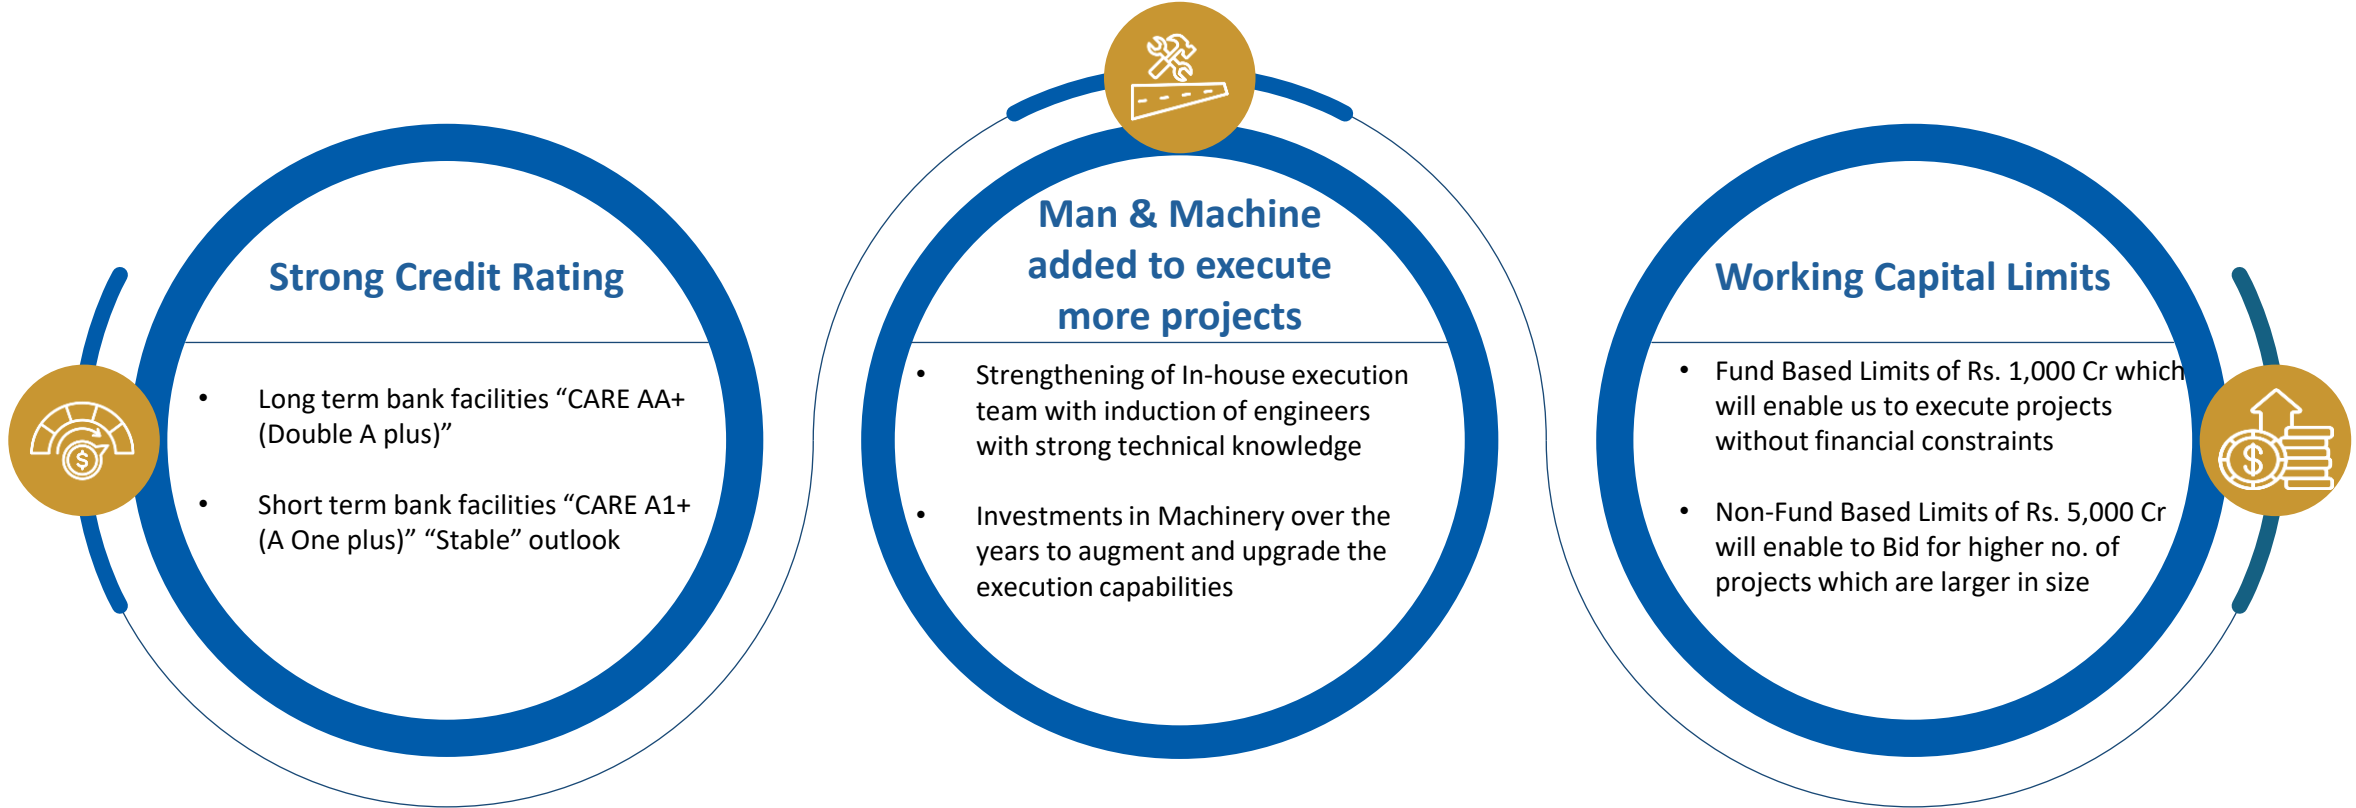 Strong Credit Rating
• Long term bank facilities “CARE AA+
(Double A plus)”
• Short term bank facilities “CARE A1+
(A One plus)” “Stable” outlook
Man & Machine
added to execute
more projects
• Strengthening of In-house execution
team with induction of engineers
with strong technical knowledge
• Investments in Machinery over the
years to augment and upgrade the
execution capabilities
Working Capital Limits
• Fund Based Limits of Rs. 1,000 Cr which
will enable us to execute projects
without financial constraints
• Non-Fund Based Limits of Rs. 5,000 Cr
will enable to Bid for higher no. of
projects which are larger in size